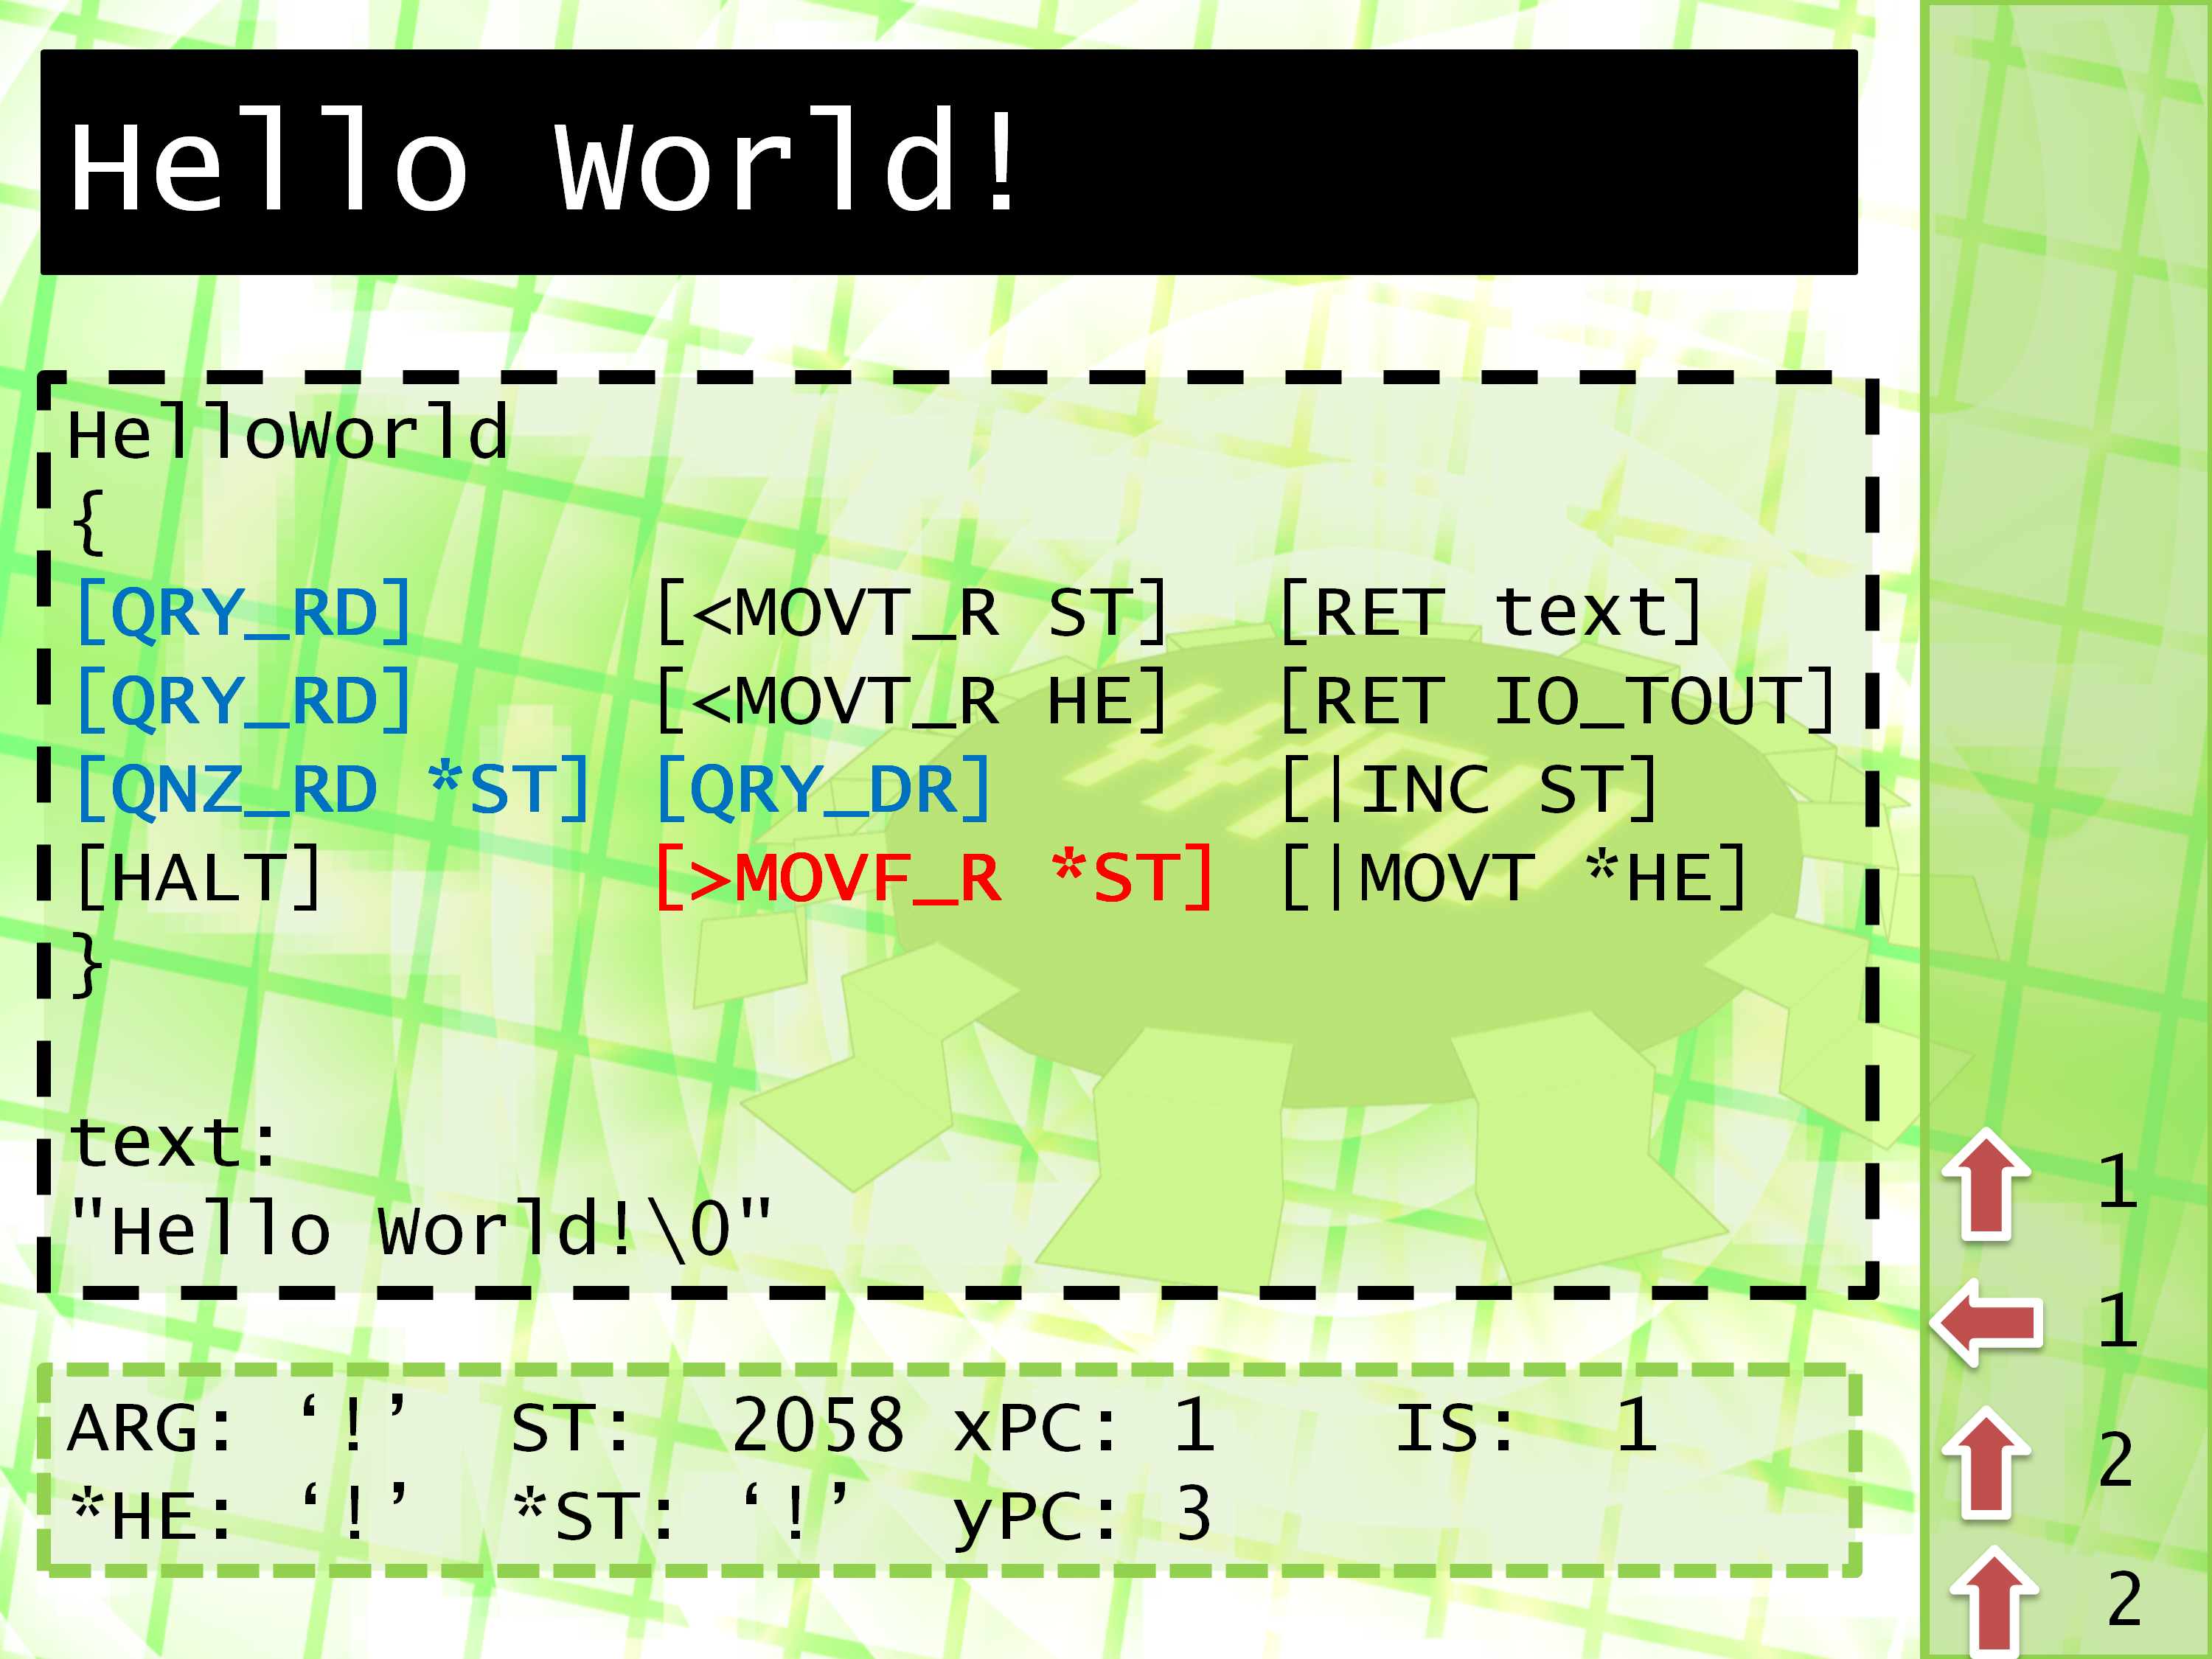 Hello World!
HelloWorld
{
[QRY_RD] [<MOVT_R ST] [RET text]
[QRY_RD] [<MOVT_R HE] [RET IO_TOUT]
[QNZ_RD *ST] [QRY_DR] [|INC ST]
[HALT] [>MOVF_R *ST] [|MOVT *HE]
}
text:
"Hello World!\0"
ARG: ‘!’ ST: 2058 xPC: 1 IS: 1
*HE: ‘!’ *ST: ‘!’ yPC: 3
1
1
2
2